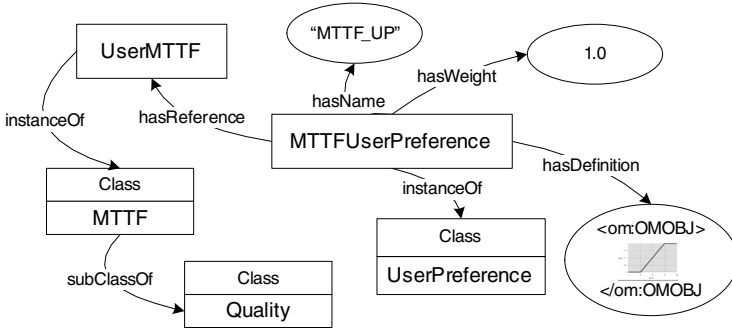 “MTTF_UP”
1.0
UserMTTF
hasWeight
hasName
instanceOf
hasReference
MTTFUserPreference
hasDefinition
instanceOf
Class
MTTF
Class
UserPreference
<om:OMOBJ>
</om:OMOBJ
subClassOf
Class
Quality